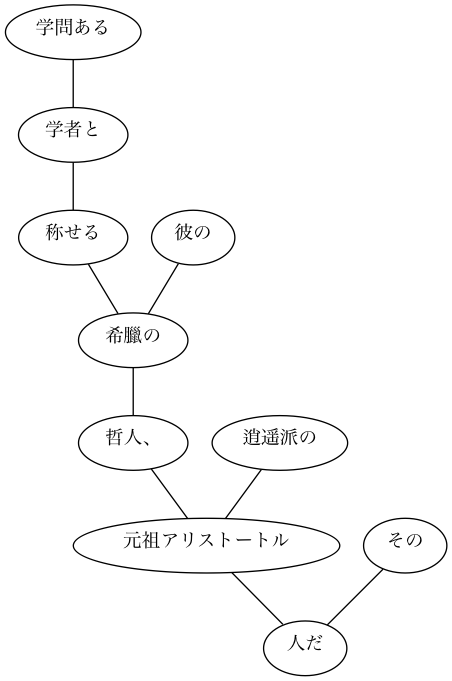 学問ある
学者と
称せる
彼の
希臘の
哲人、
逍遥派の
元祖アリストートル
その
人だ